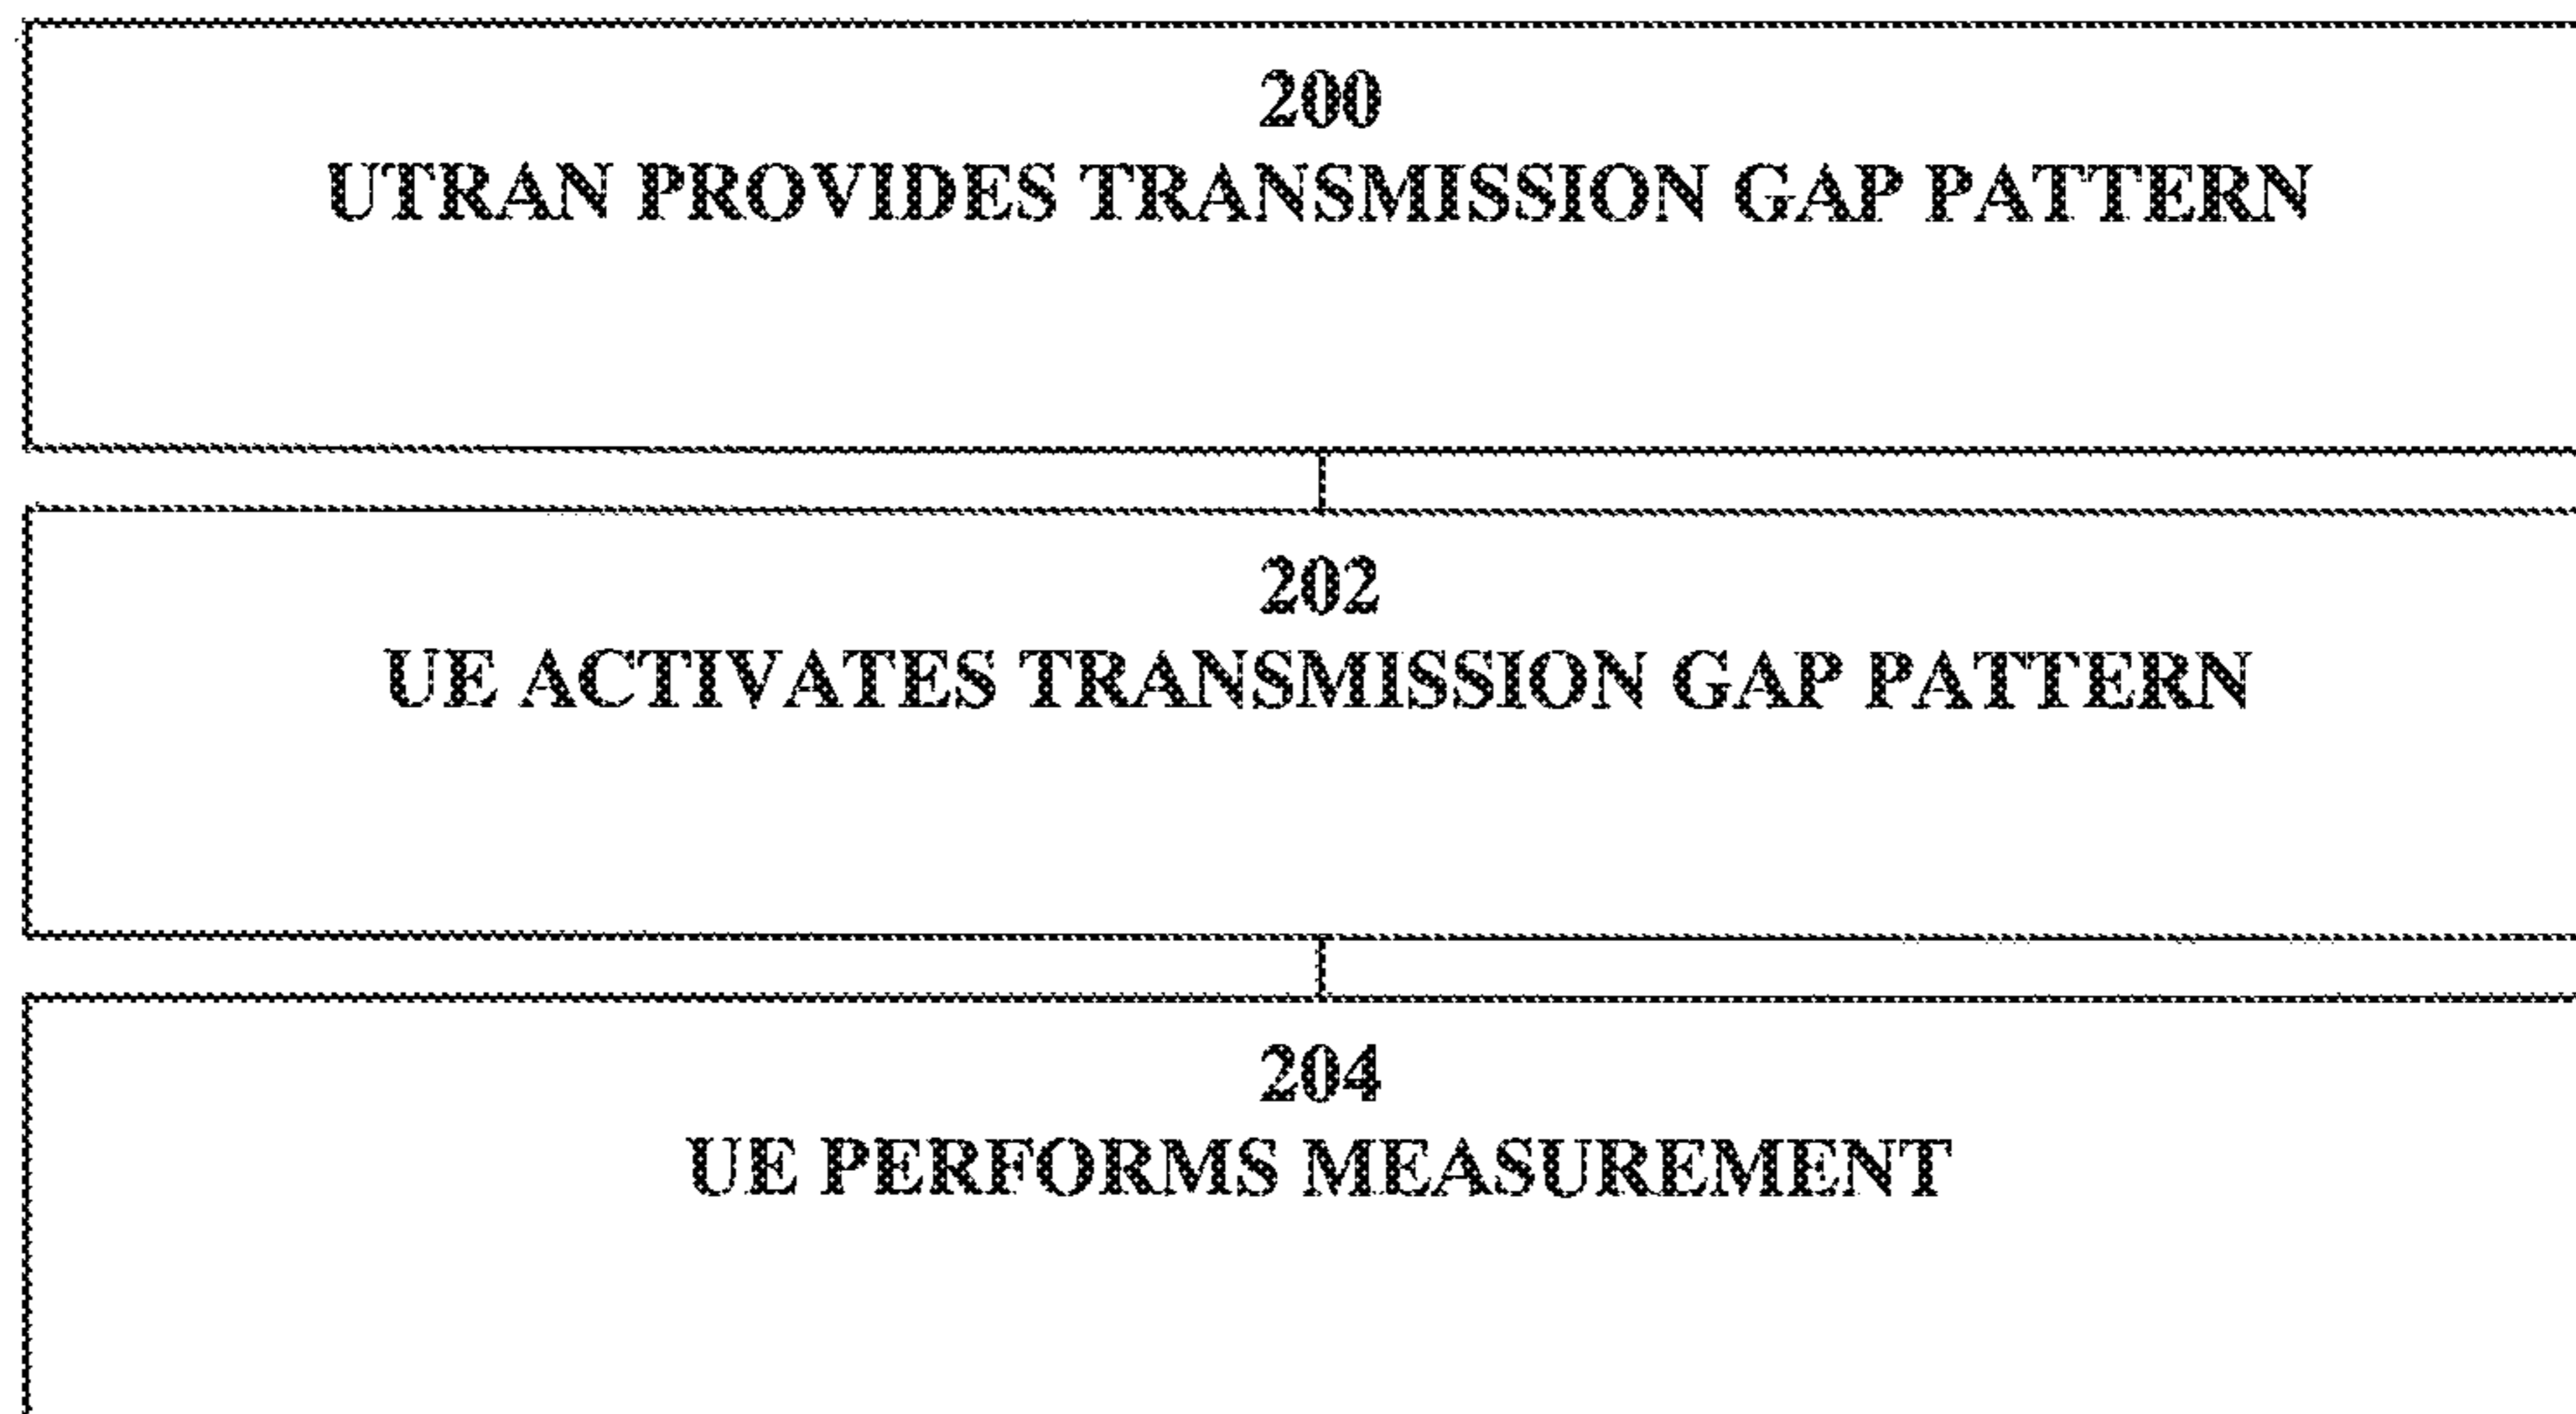 200
UTRAN PROVIDES TRANSMISSION GAP PATTERN
202
UE ACTIVATES TRANSMISSION GAP PATTERN
204
UE PERFORMS MEASUREMENT